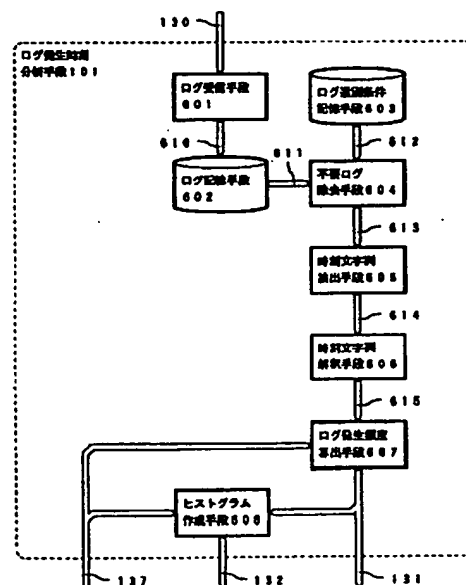 130
ログ発生時刻
分析手段101
ログ受信手段
601
ログ選別条件
記憶手段603
610
612
611
ログ記憶手段
602
不要ログ
除去手段604
613
時刻文字列
抽出手段605
614
時刻文字列
解釈手段606
615
ログ発生頻度
算出手段607
ヒストグラム
作成手段608
137
132
131